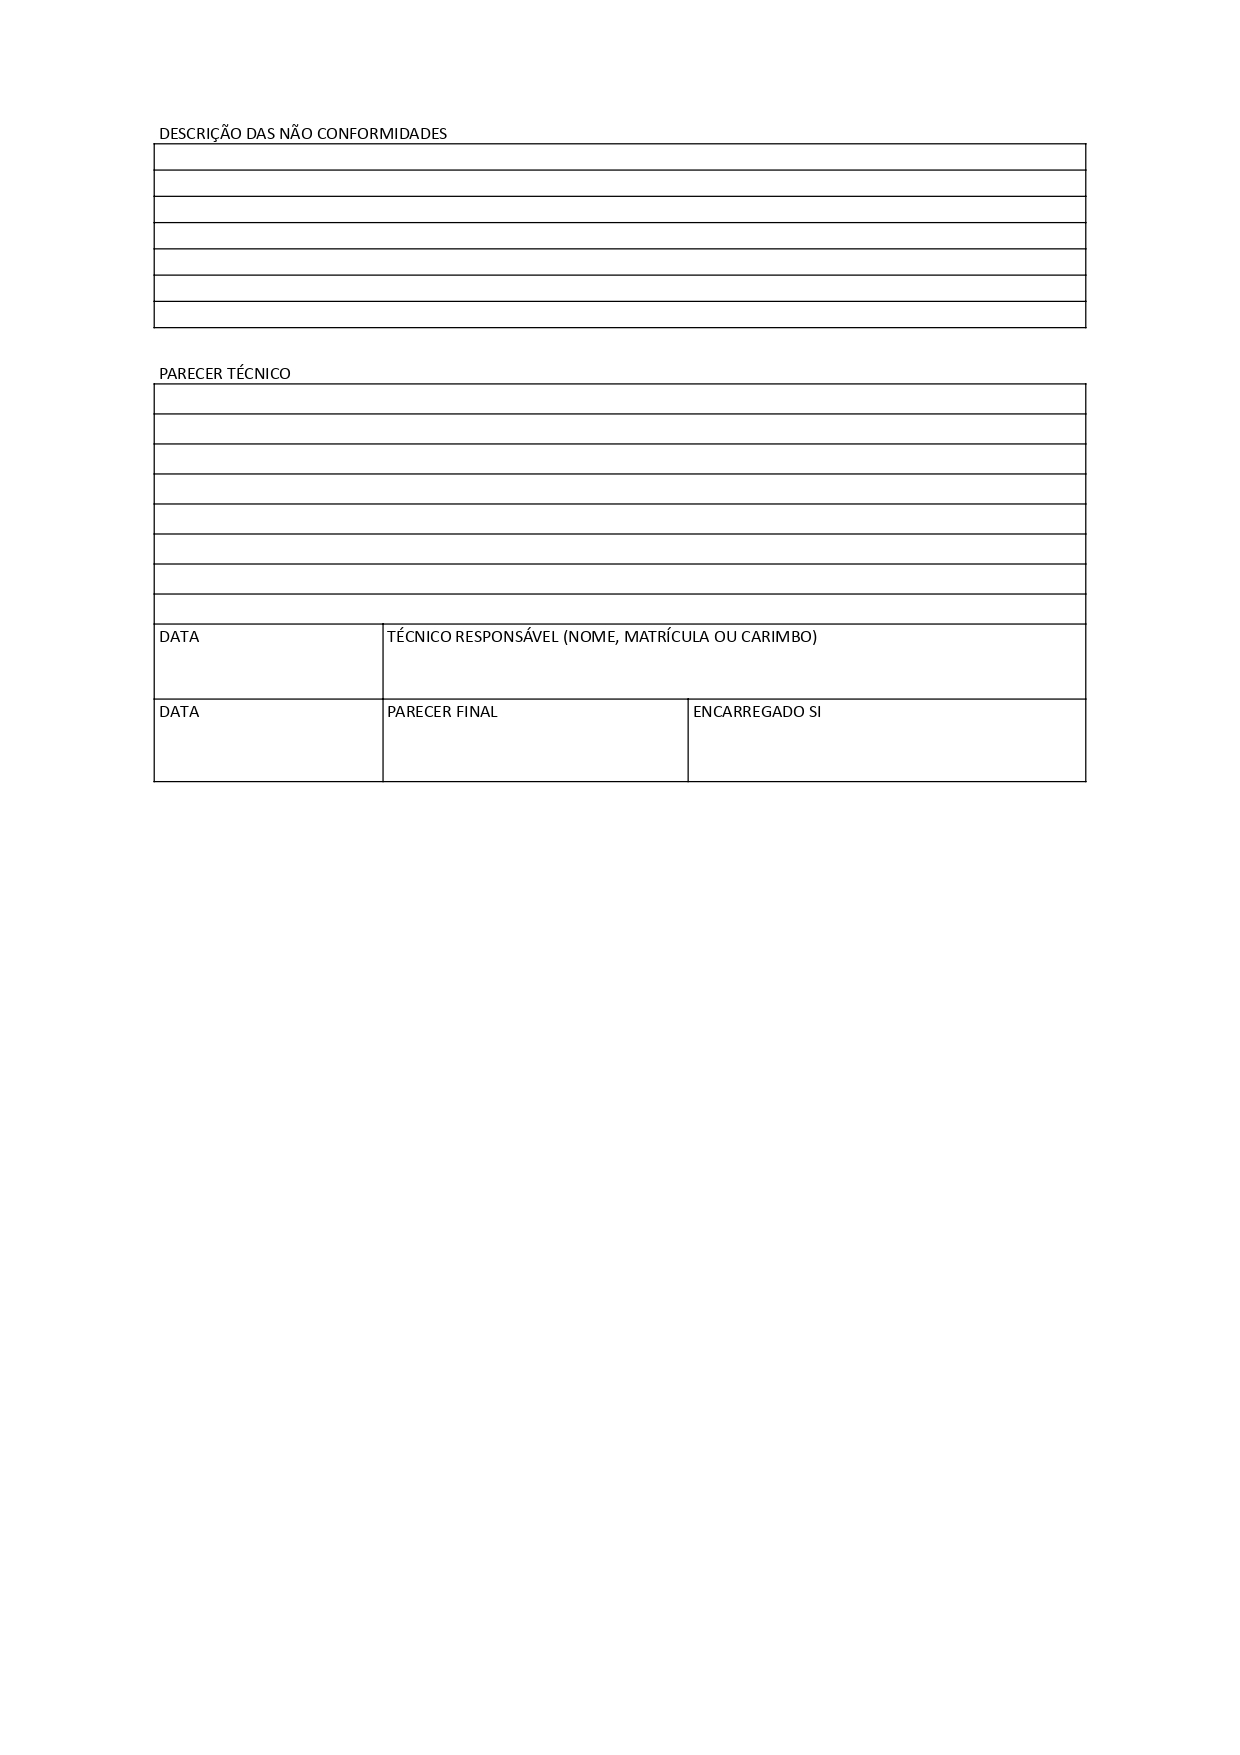 DESCRIÇÃO DAS NÃO CONFORMIDADES
PARECER TÉCNICO
DATA
TÉCNICO RESPONSÁVEL (NOME, MATRÍCULA OU CARIMBO)
DATA
PARECER FINAL
ENCARREGADO SI